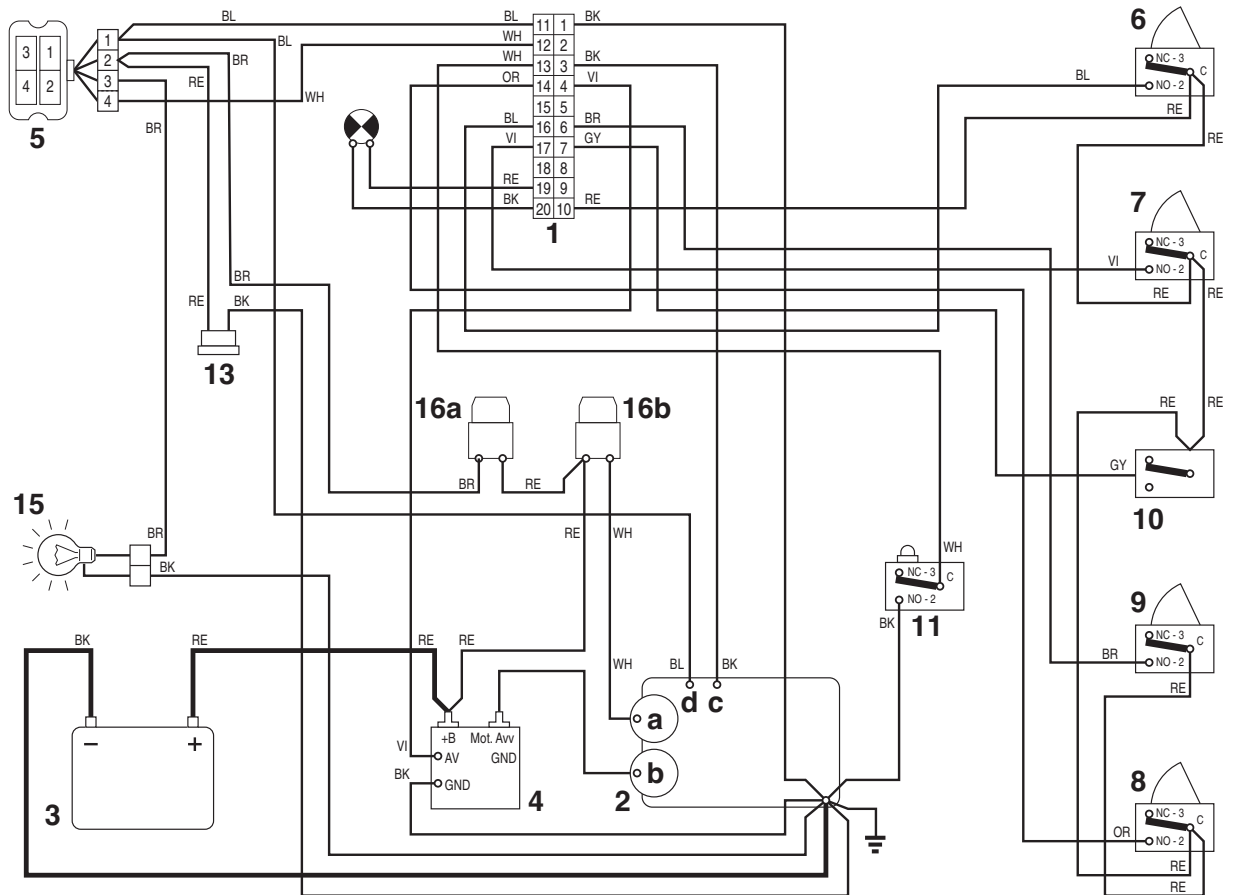 BL
BL
11 1
BK
6
3 1
4 2
5
1
2
3
4
BL
BR
RE
WH
BR
WH
WH
OR
BL
VI
RE
BK
12 2
13 3
14 4
15 5
16 6
17 7
18 8
19 9
20 10
1
BK
VI
BR
GY
RE
BL
NC - 3
C
NO - 2
RE
RE
7
NC - 3
C
VI
NO - 2
RE
RE
BR
RE
BK
13
16a
16b
BR
RE
RE
WH
RE
RE
GY
10
15
BR
BK
WH
NC - 3
C
NO - 2
BK
11
9
NC - 3
C
BR
NO - 2
RE
BK
RE
RE
RE
WH
BL
BK
d
c
a
b
2
3
− +
+B
Mot. Avv
VI
AV
GND
BK
GND
4
8
NC - 3
C
OR
NO - 2
RE
RE